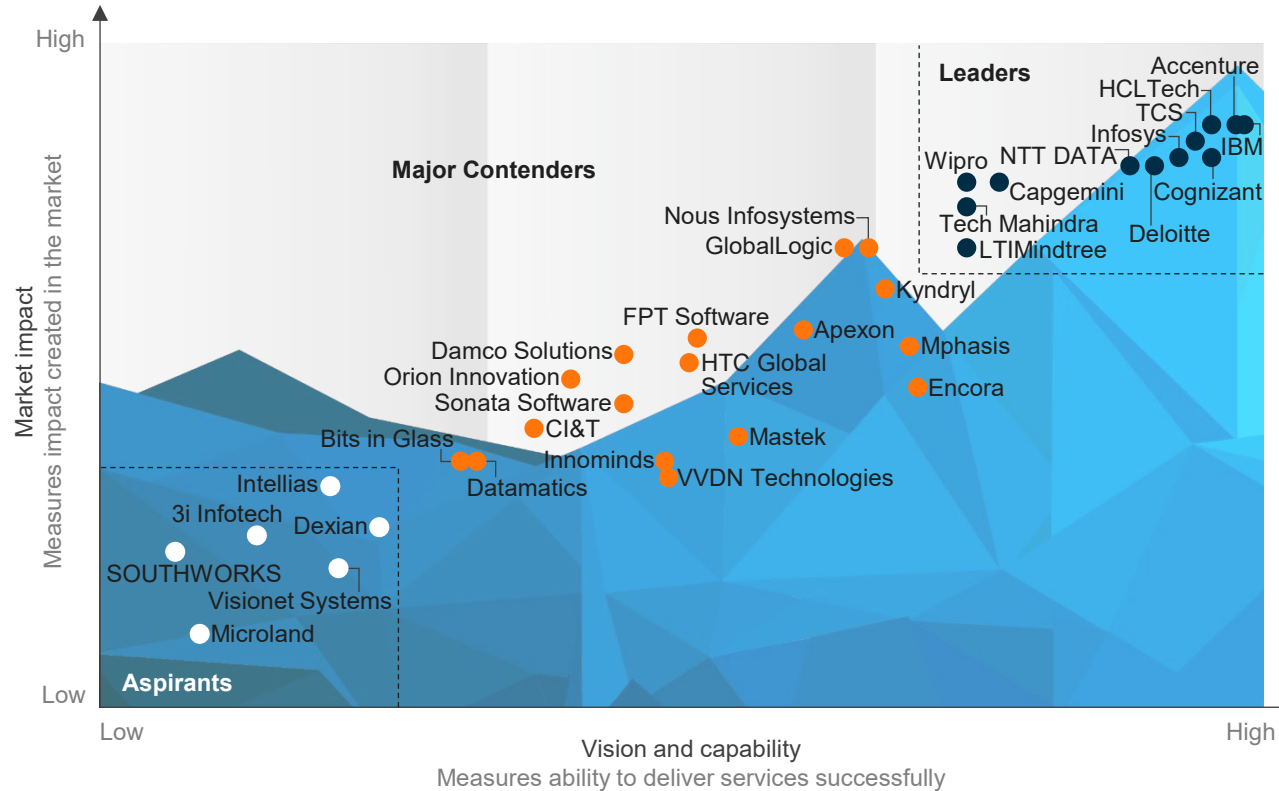 High
Leaders
Accenture
HCLTech
TCS
Infosys
IBM
NTT DATA
Wipro
Capgemini
Cognizant
Tech Mahindra
Deloitte
LTIMindtree
Major Contenders
Nous Infosystems
GlobalLogic
Kyndryl
FPT Software
Apexon
Damco Solutions
Mphasis
HTC Global
Services
Orion Innovation
Encora
Sonata Software
CI&T
Mastek
Bits in Glass
Innominds
Datamatics
VVDN Technologies
Intellias
3i Infotech
Dexian
SOUTHWORKS
Visionet Systems
Microland
Aspirants
Market impact
Measures impact created in the market
Low
Low
High
Vision and capability
Measures ability to deliver services successfully